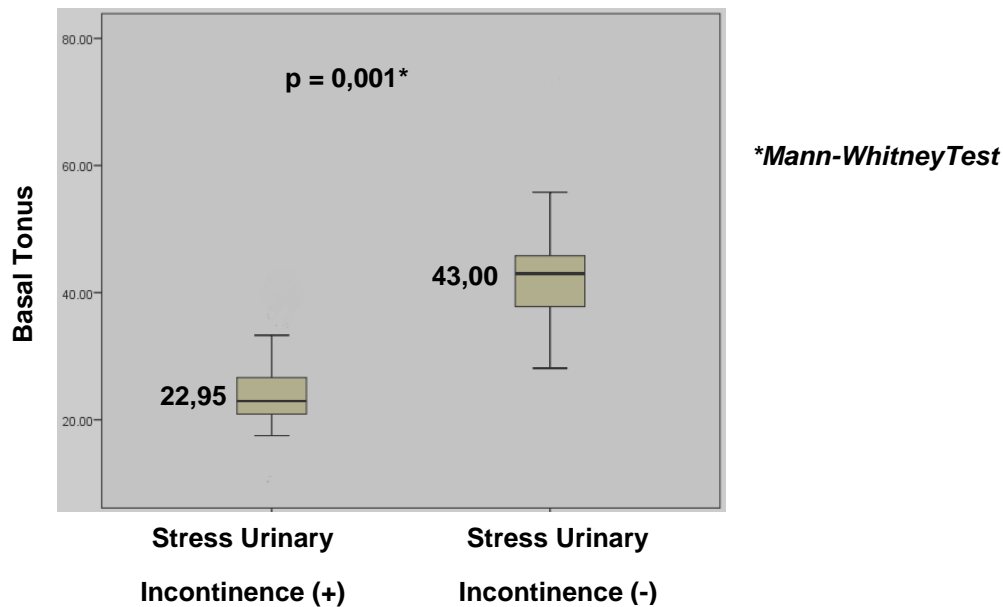 80.00
p = 0,001*
60.00
*Mann-WhitneyTest
Basal Tonus
43,00
40.00
22,95
20.00
Stress Urinary
Incontinence (+)
Stress Urinary
Incontinence (-)